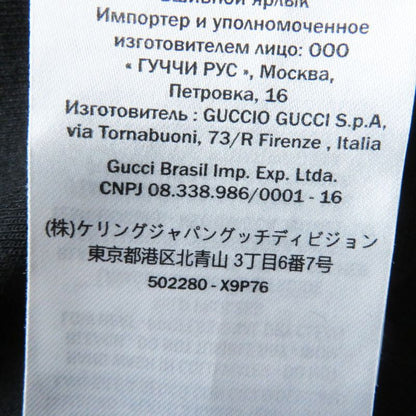 вшивной ярлык
Импортер и уполномоченное
изготовителем лицо: ООО
« ГУЧЧИ РУС », Москва,
Петровка, 16
Изготовитель : GUCCIO GUCCI S.p.A,
via Tornabuoni, 73/R Firenze , Italia
Gucci Brasil Imp. Exp. Ltda.
CNPJ 08.338.986/0001 - 16
(株)ケリングジャパングッチディビジョン
東京都港区北青山 3丁目6番7号
502280 - X9P76